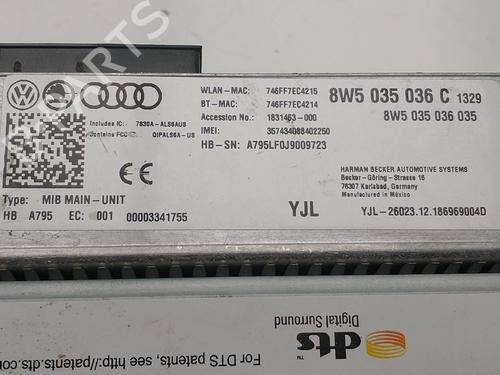 WLAN-MAC: 746FF7EC4215
BT-MAC: 746FF7EC4214
Accession No.: 1831463-000
IMEI: 357434088402250
HB-SN: A795LF0J9009723
8W5 035 036 C 1329
8W5 035 036 035
Includes IC: 7830A-ALS6AUS
Contains FCC QIPALS6A-US
HARMAN BECKER AUTOMOTIVE SYSTEMS
Becker-Göring-Strasse 16
76307 Karlsbad, Germany
Manufactured in México
Type: MIB MAIN-UNIT
HB A795 EC: 001 00003341755
YJL
YJL-26023.12.186969004D
dts
Digital Surround
For DTS patents, see http://patents.dts.com
B-Parts